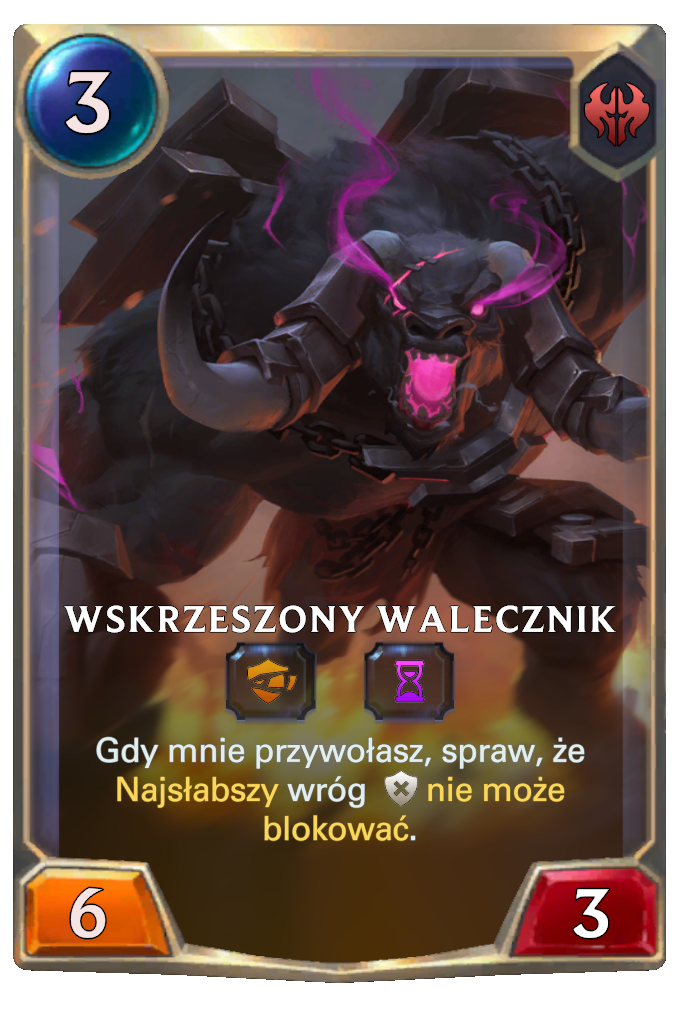 3
WSKRZESZONY WALECZNIK
Gdy mnie przywołasz, spraw, że
Najsłabszy wróg nie może
blokować.
6
3